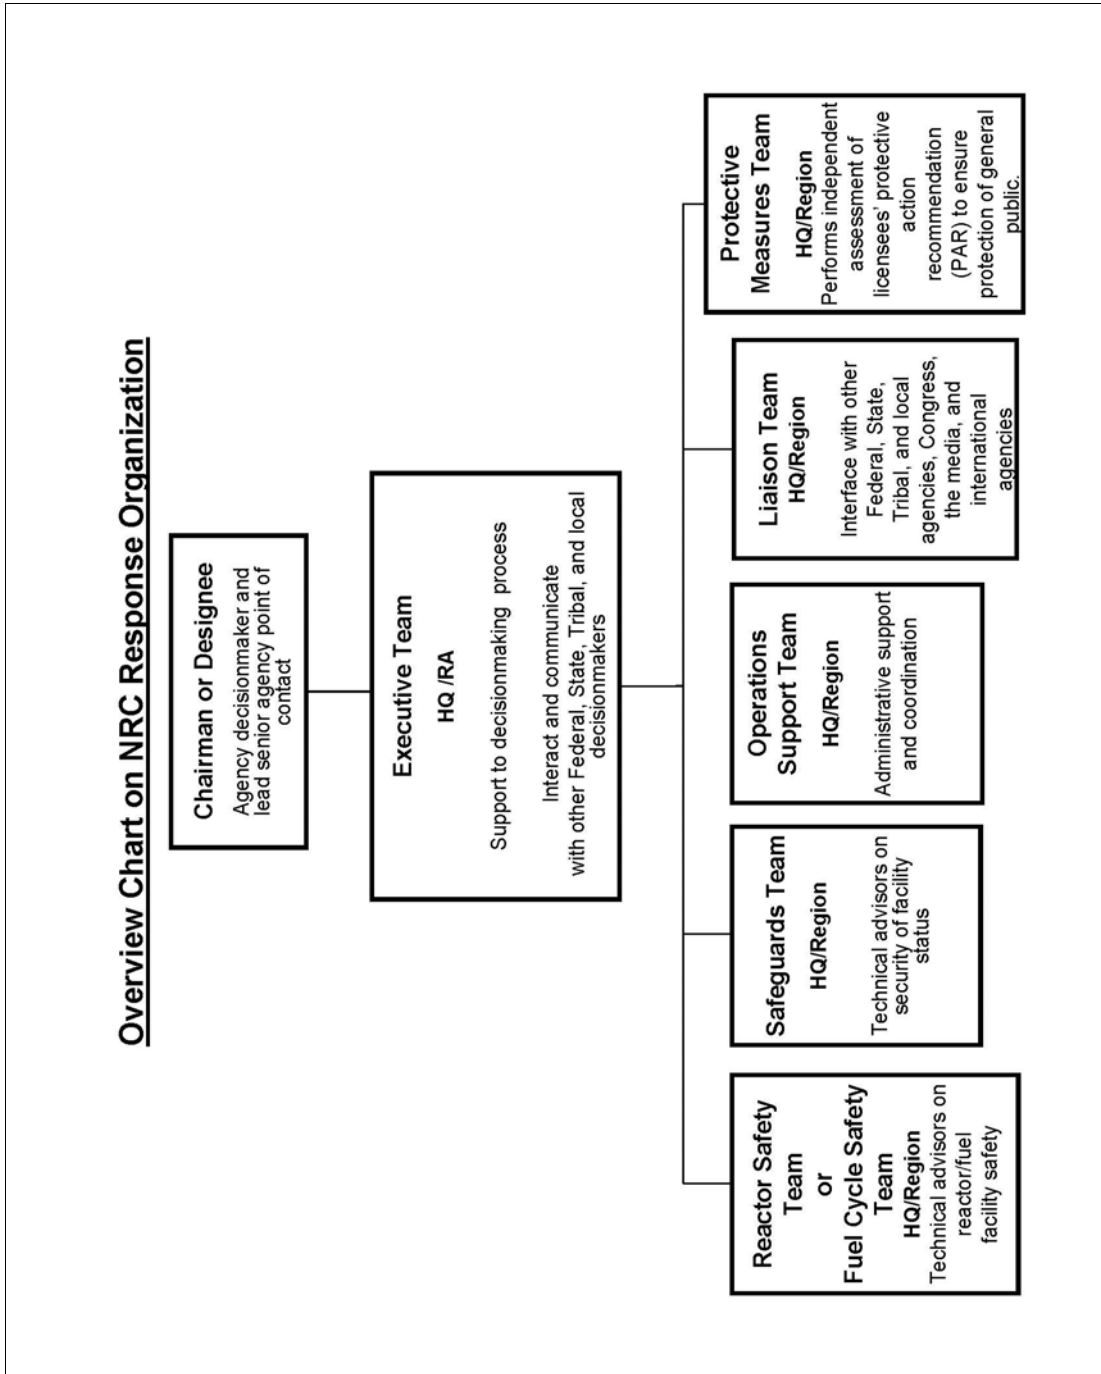 Overview Chart on NRC Response Organization
Chairman or Designee
Agency decisionmaker and
lead senior agency point of
contact
Executive Team
HQ /RA
Support to decisionmaking process
Interact and communicate
with other Federal, State, Tribal, and local
decisionmakers
Reactor Safety
Team
or
Fuel Cycle Safety
Team
HQ/Region
Technical advisors on
reactor/fuel
facility safety
Safeguards Team
HQ/Region
Technical advisors on
security of facility
status
Operations
Support Team
HQ/Region
Administrative support
and coordination
Liaison Team
HQ/Region
Interface with other
Federal, State,
Tribal, and local
agencies, Congress,
the media, and
international
agencies
Protective
Measures Team
HQ/Region
Performs independent
assessment of
licensees' protective
action
recommendation
(PAR) to ensure
protection of general
public.